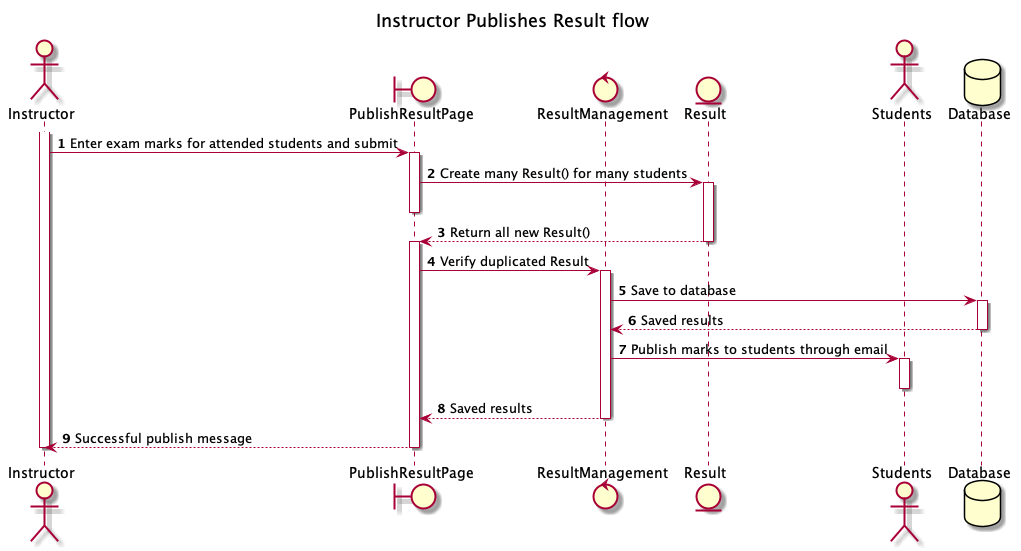 Instructor Publishes Result flow
Instructor
PublishResultPage
ResultManagement
Result
Students
Database
1 Enter exam marks for attended students and submit
2 Create many Result() for many students
3 Return all new Result()
4 Verify duplicated Result
5 Save to database
6 Saved results
7 Publish marks to students through email
8 Saved results
9 Successful publish message
Instructor
PublishResultPage
ResultManagement
Result
Students
Database